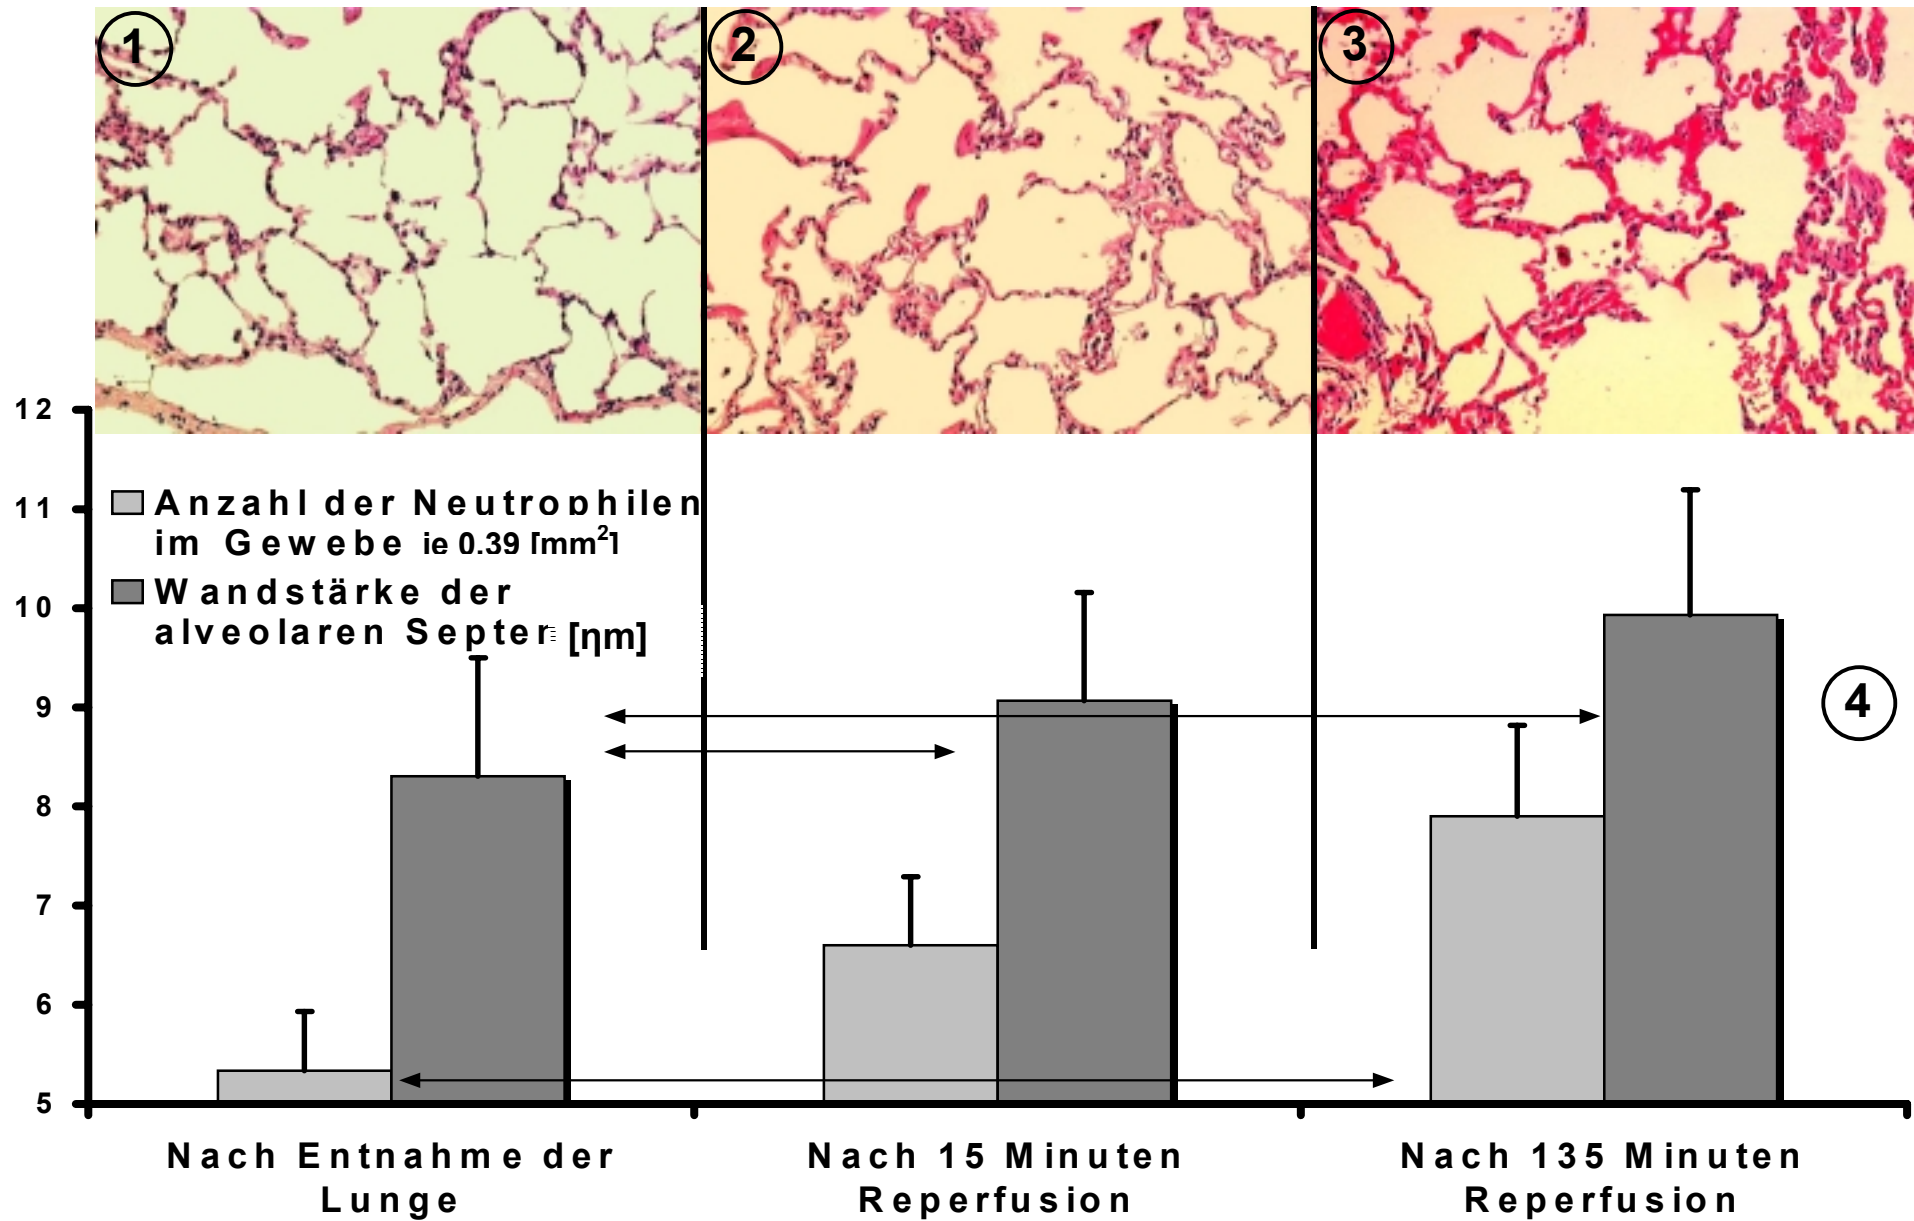 1
2
3
12
11
10
9
8
7
6
5
Anzahl der Neutrophilen
im Gewebe je 0.39 [mm²]
Wandstärke der
alveolaren Septen [ηm]
4
Nach Entnahme der
Lunge
Nach 15 Minuten
Reperfusion
Nach 135 Minuten
Reperfusion